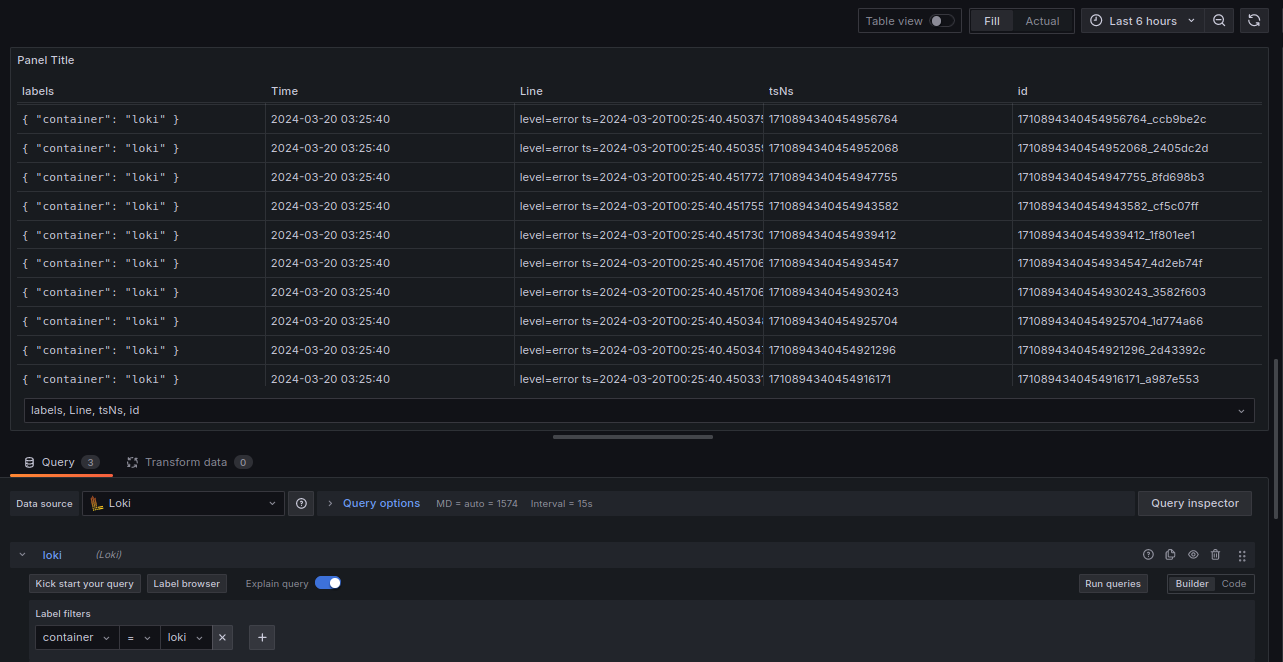 Table view Fill Actual Last 6 hours
Panel Title
labels Time Line tsNs id
{ "container": "loki" } 2024-03-20 03:25:40 level=error ts=2024-03-20T00:25:40.450375 1710894340454956764 1710894340454956764_ccb9be2c
{ "container": "loki" } 2024-03-20 03:25:40 level=error ts=2024-03-20T00:25:40.450359 1710894340454952068 1710894340454952068_2405dc2d
{ "container": "loki" } 2024-03-20 03:25:40 level=error ts=2024-03-20T00:25:40.451772 1710894340454947755 1710894340454947755_8fd698b3
{ "container": "loki" } 2024-03-20 03:25:40 level=error ts=2024-03-20T00:25:40.451755 1710894340454943582 1710894340454943582_cf5c07ff
{ "container": "loki" } 2024-03-20 03:25:40 level=error ts=2024-03-20T00:25:40.451730 1710894340454939412 1710894340454939412_1f801ee1
{ "container": "loki" } 2024-03-20 03:25:40 level=error ts=2024-03-20T00:25:40.451706 1710894340454934547 1710894340454934547_4d2eb74f
{ "container": "loki" } 2024-03-20 03:25:40 level=error ts=2024-03-20T00:25:40.451706 1710894340454930243 1710894340454930243_3582f603
{ "container": "loki" } 2024-03-20 03:25:40 level=error ts=2024-03-20T00:25:40.450348 1710894340454925704 1710894340454925704_1d774a66
{ "container": "loki" } 2024-03-20 03:25:40 level=error ts=2024-03-20T00:25:40.450347 1710894340454921296 1710894340454921296_2d43392c
{ "container": "loki" } 2024-03-20 03:25:40 level=error ts=2024-03-20T00:25:40.450331 1710894340454916171 1710894340454916171_a987e553
labels, Line, tsNs, id
Query 3 Transform data 0
Data source Loki Query options MD = auto = 1574 Interval = 15s Query inspector
loki (Loki)
Kick start your query Label browser Explain query Run queries Builder Code
Label filters
container = loki